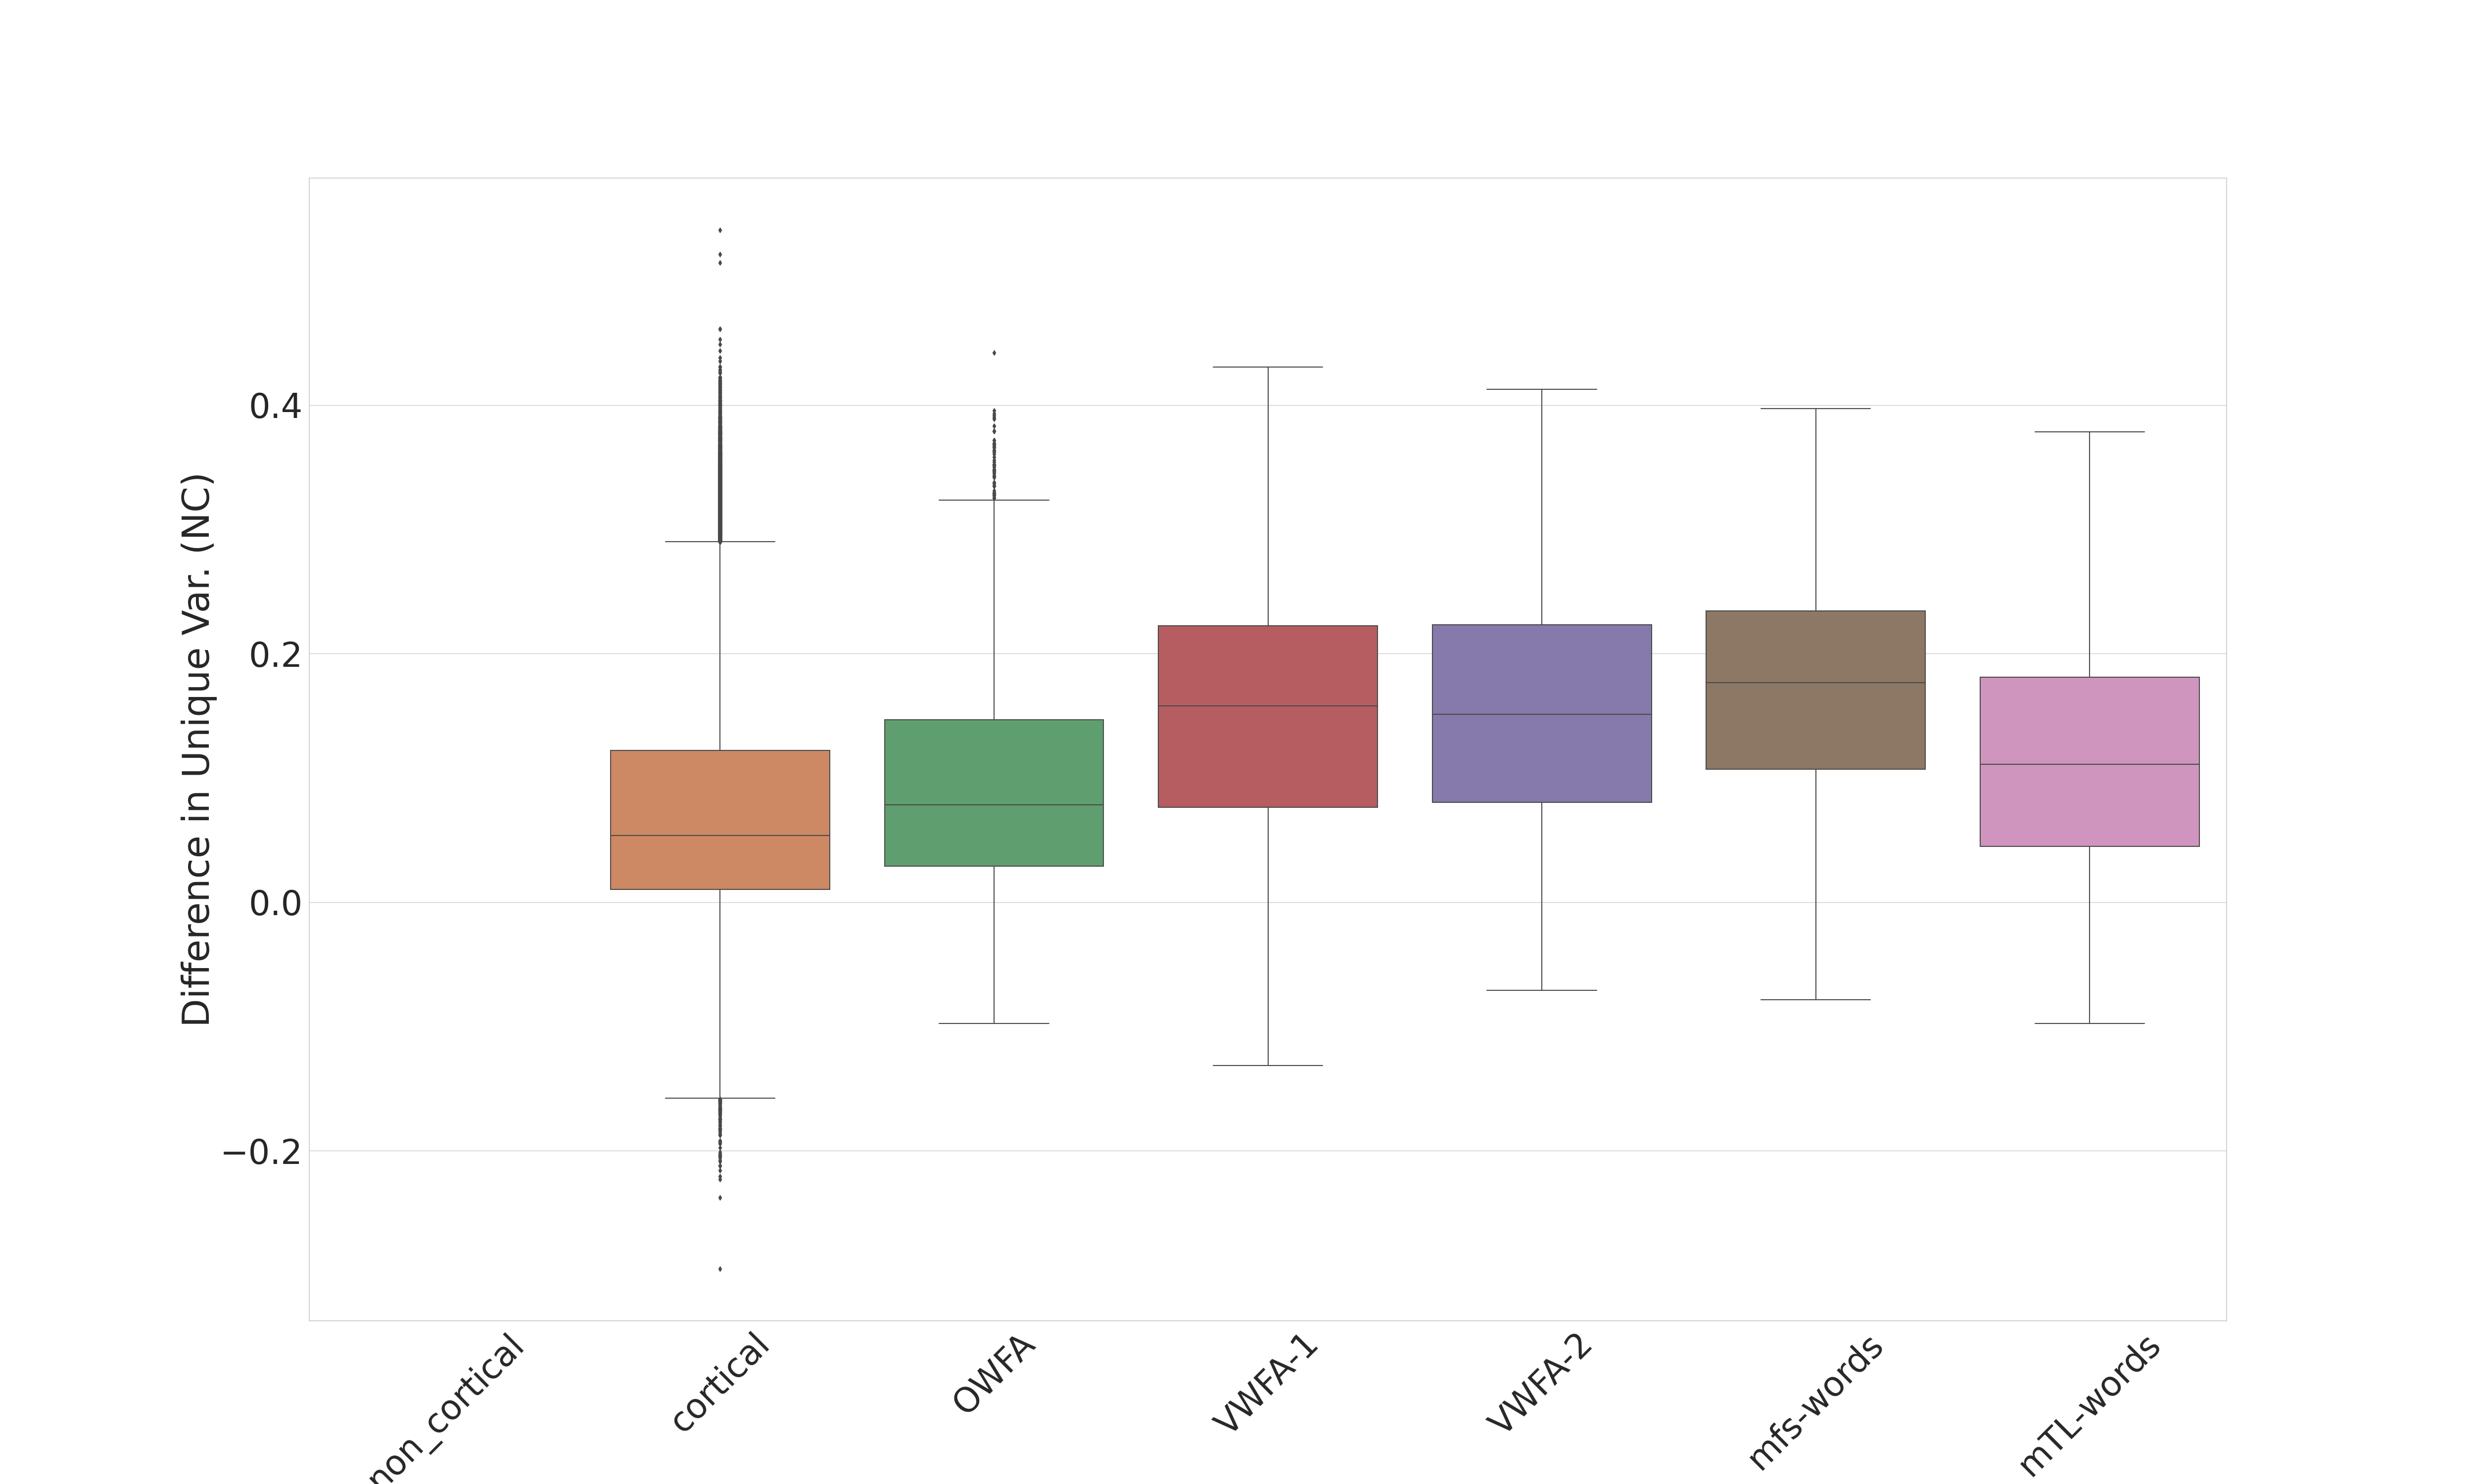 Difference in Unique Var. (NC)
0.4
0.2
0.0
−0.2
non_cortical
cortical
OWFA
VWFA-1
VWFA-2
mfs-words
mTL-words